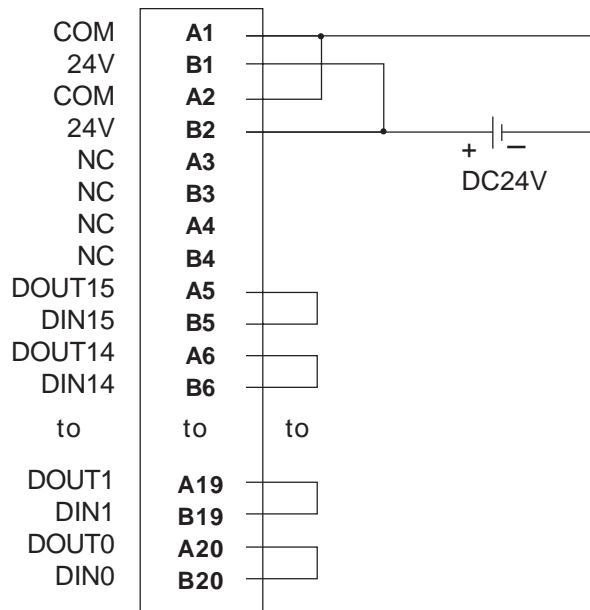 COM A1
24V B1
COM A2
24V B2
+ −
NC A3
DC24V
NC B3
NC A4
NC B4
DOUT15 A5
DIN15 B5
DOUT14 A6
DIN14 B6
to to to
DOUT1 A19
DIN1 B19
DOUT0 A20
DIN0 B20